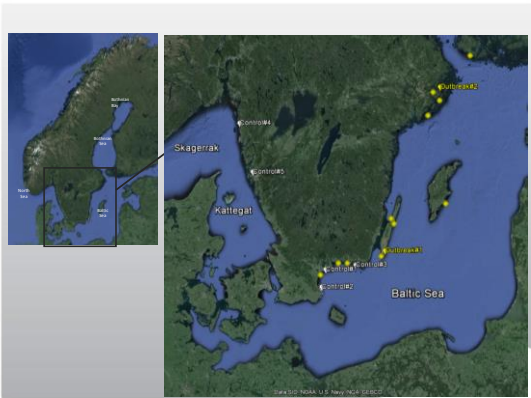 Bothnian
Bay
Bothnian
Sea
North
Sea
Baltic
Sea
Outbreak#2
Control#4
Skagerrak
Control#5
Kattegat
Outbreak#1
Control#1
Control#3
Control#2
Baltic Sea
Data SIO, NOAA, U.S. Navy, NGA, GEBCO